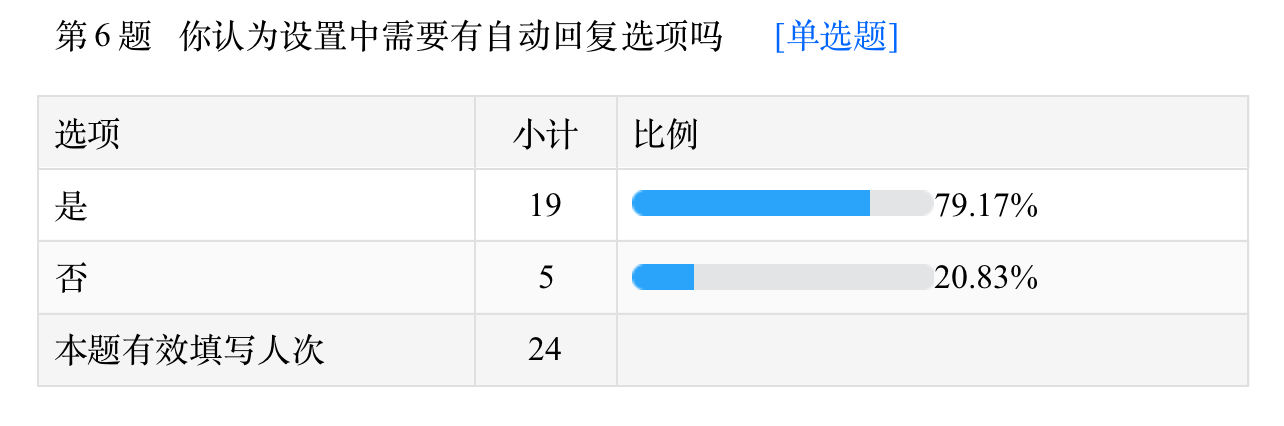 第 6 题 你认为设置中需要有自动回复选项吗 [单选题]
选项 小计 比例
是 19 79.17%
否 5 20.83%
本题有效填写人次 24